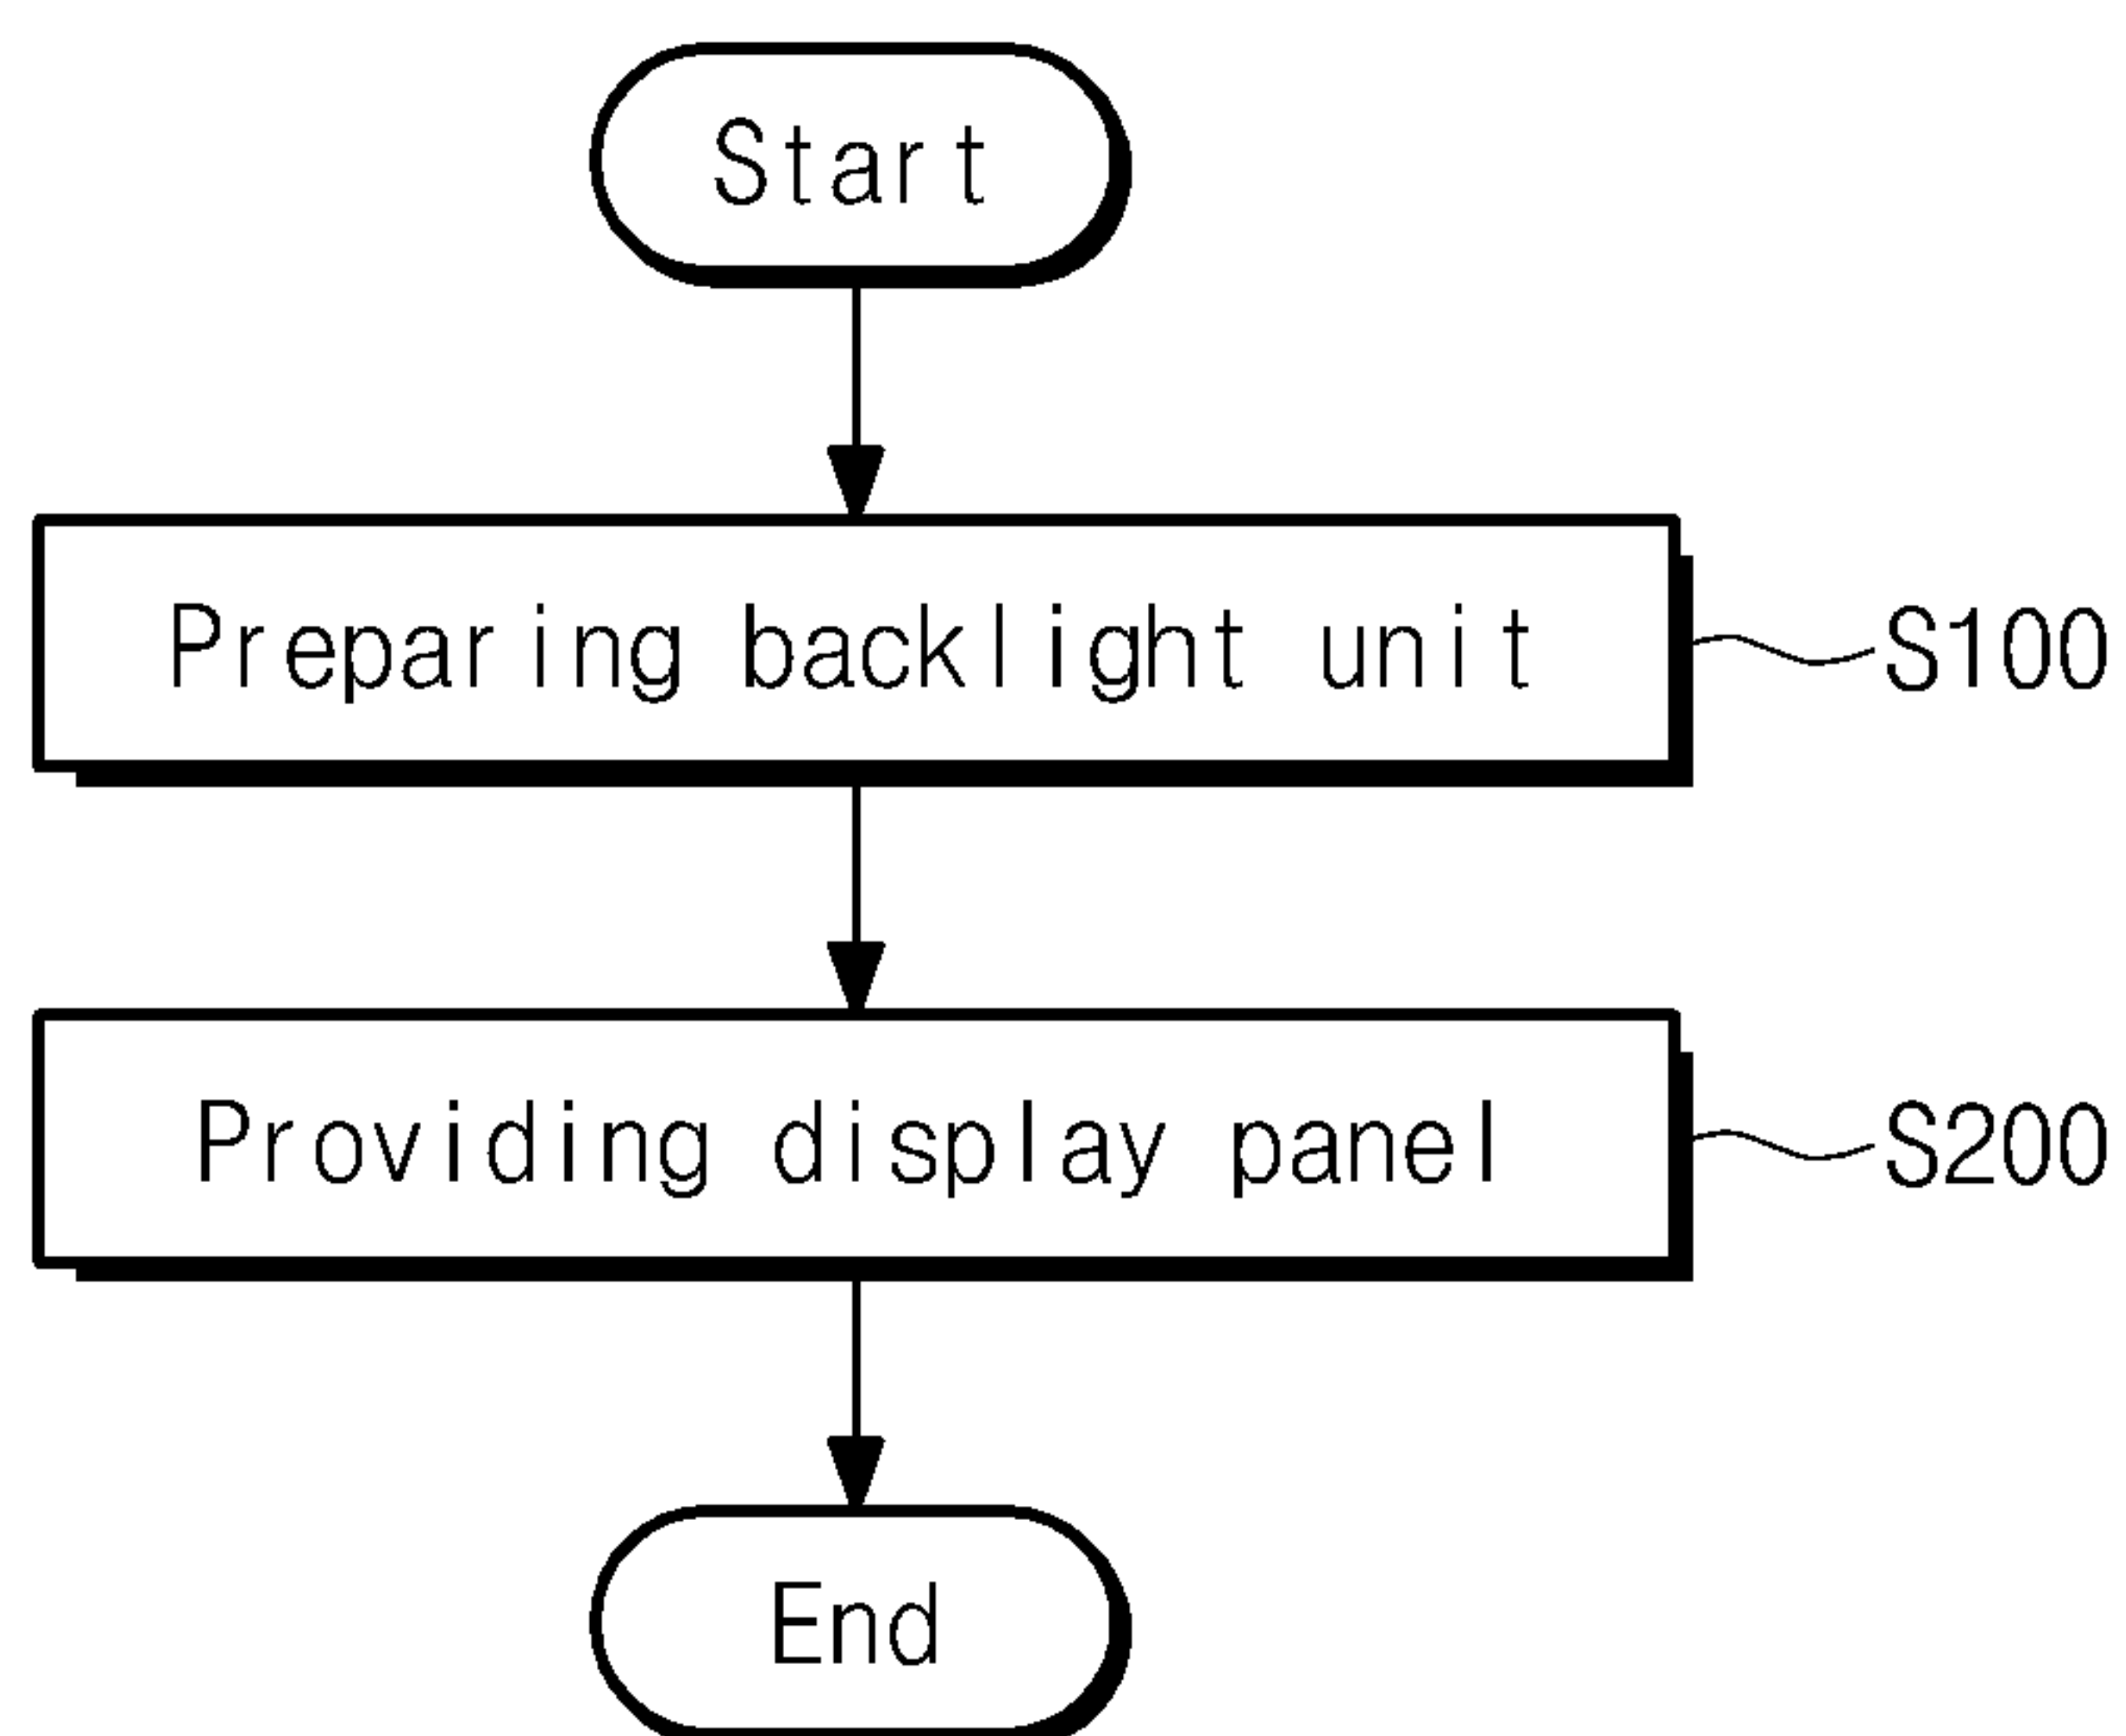 Start
Preparing backlight unit
S100
Providing display panel
S200
End